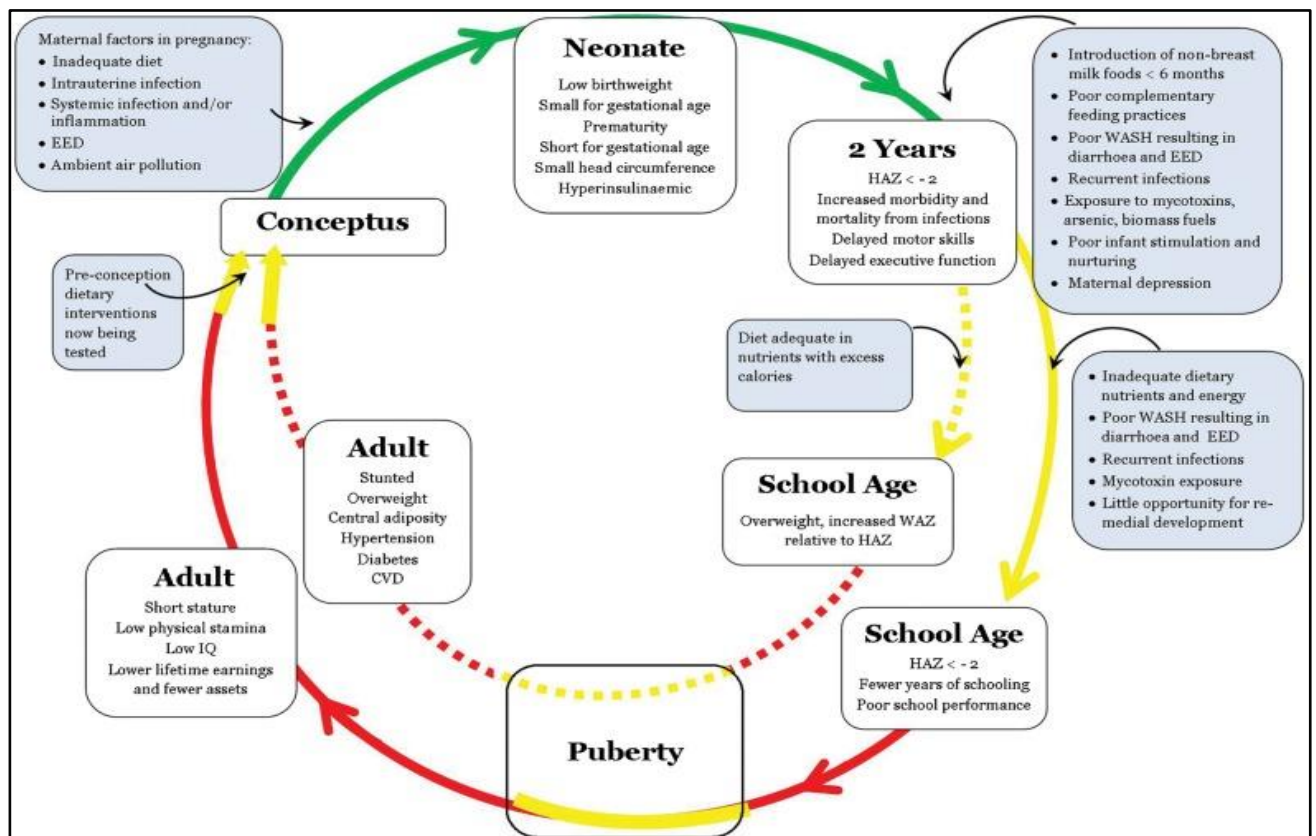 Maternal factors in pregnancy:
• Inadequate diet
• Intrauterine infection
• Systemic infection and/or
inflammation
• EED
• Ambient air pollution
Neonate
Low birthweight
Small for gestational age
Prematurity
Short for gestational age
Small head circumference
Hyperinsulinaemic
• Introduction of non-breast
milk foods < 6 months
• Poor complementary
feeding practices
• Poor WASH resulting in
diarrhoea and EED
• Recurrent infections
• Exposure to mycotoxins,
arsenic, biomass fuels
• Poor infant stimulation and
nurturing
• Maternal depression
2 Years
HAZ < - 2
Increased morbidity and
mortality from infections
Delayed motor skills
Delayed executive function
Conceptus
Pre-conception
dietary
interventions
now being
tested
Diet adequate in
nutrients with excess
calories
• Inadequate dietary
nutrients and energy
• Poor WASH resulting in
diarrhoea and EED
• Recurrent infections
• Mycotoxin exposure
• Little opportunity for re-
medial development
Adult
Stunted
Overweight
Central adiposity
Hypertension
Diabetes
CVD
School Age
Overweight, increased WAZ
relative to HAZ
Adult
Short stature
Low physical stamina
Low IQ
Lower lifetime earnings
and fewer assets
School Age
HAZ < - 2
Fewer years of schooling
Poor school performance
Puberty